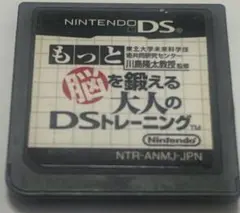 NINTENDO DS
東北大学未来科学技術
共同研究センター
川島隆太教授監修
もっと
脳を鍛える
大人の
DSトレーニング™
Nintendo
NTR-ANMJ-JPN